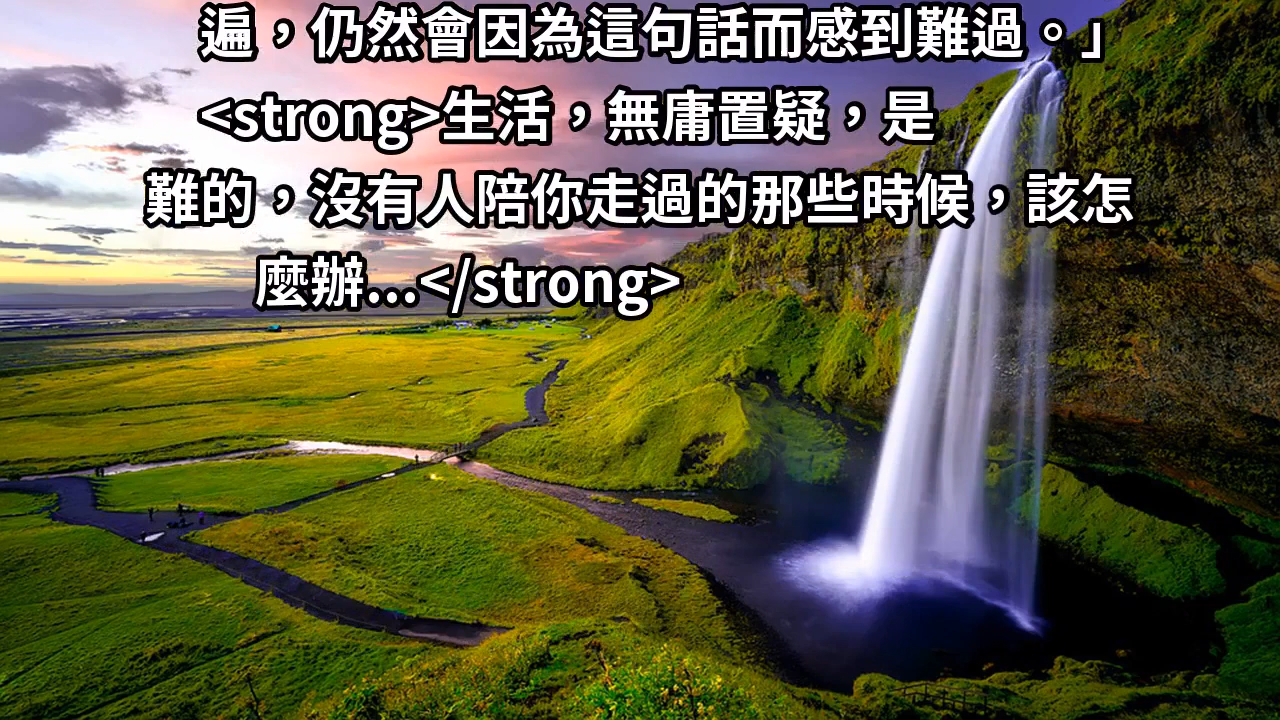 遍，仍然會因為這句話而感到難過。」
<strong>生活，無庸置疑，是
難的，沒有人陪你走過的那些時候，該怎
麼辦...</strong>